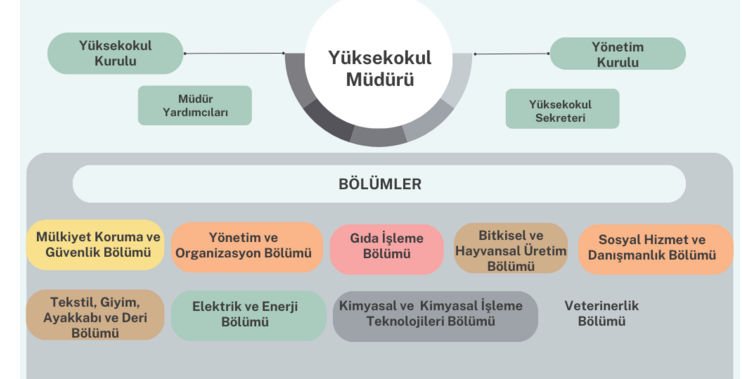 Yüksekokul
Kurulu
Yüksekokul
Müdürü
Yönetim
Kurulu
Müdür
Yardımcıları
Yüksekokul
Sekreteri
BÖLÜMLER
Mülkiyet Koruma ve
Güvenlik Bölümü
Yönetim ve
Organizasyon Bölümü
Gıda İşleme
Bölümü
Bitkisel ve
Hayvansal Üretim
Bölümü
Sosyal Hizmet ve
Danışmanlık Bölümü
Tekstil, Giyim,
Ayakkabı ve Deri
Bölümü
Elektrik ve Enerji
Bölümü
Kimyasal ve Kimyasal İşleme
Teknolojileri Bölümü
Veterinerlik
Bölümü